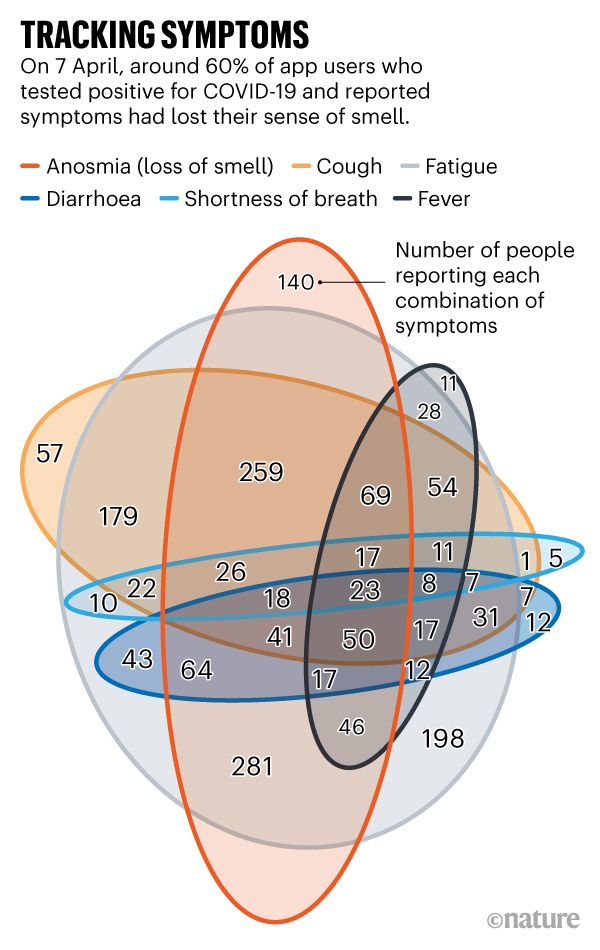 TRACKING SYMPTOMS
On 7 April, around 60% of app users who
tested positive for COVID-19 and reported
symptoms had lost their sense of smell.
Anosmia (loss of smell) Cough Fatigue
Diarrhoea Shortness of breath Fever
Number of people
reporting each
combination of
symptoms
140
11
28
57
259
69
54
179
17
11
1
5
26
22
10
18
23
8
7
7
31
12
41
50
17
43
64
17
12
46
198
281
©nature